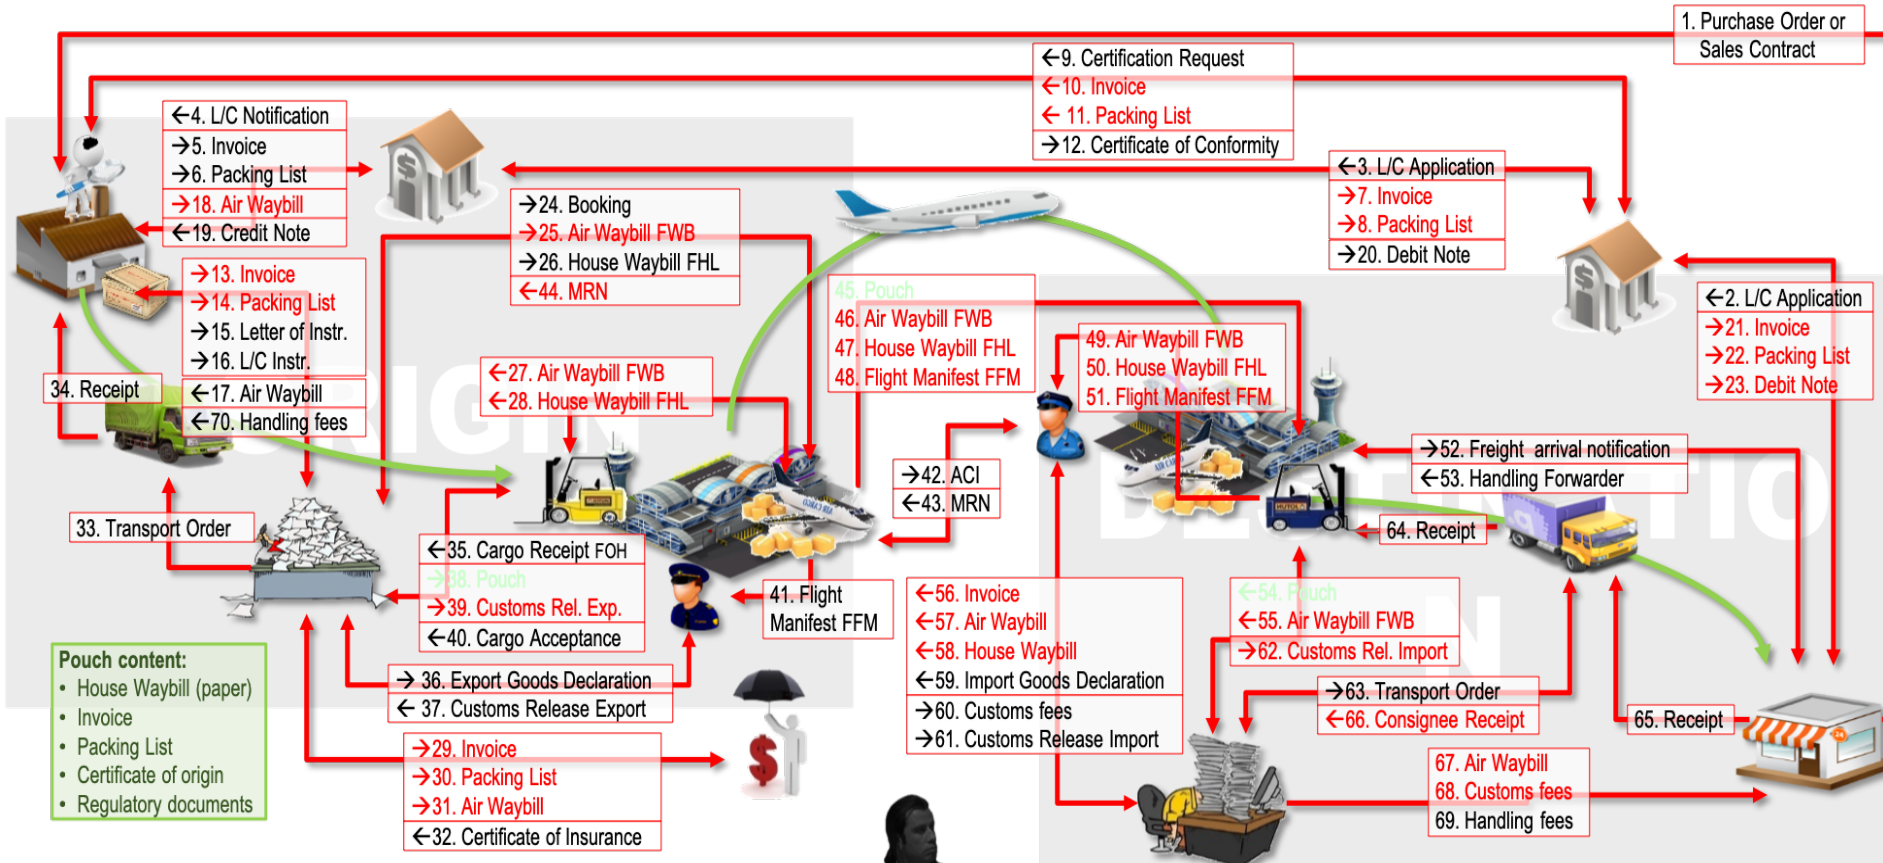 1. Purchase Order or
Sales Contract
←9. Certification Request
←10. Invoice
← 11. Packing List
→12. Certificate of Conformity
←4. L/C Notification
→5. Invoice
→6. Packing List
→18. Air Waybill
←19. Credit Note
←3. L/C Application
→7. Invoice
→8. Packing List
→20. Debit Note
→24. Booking
→25. Air Waybill FWB
→26. House Waybill FHL
←44. MRN
→13. Invoice
→14. Packing List
→15. Letter of Instr.
→16. L/C Instr.
←17. Air Waybill
←70. Handling fees
45. Pouch
46. Air Waybill FWB
47. House Waybill FHL
48. Flight Manifest FFM
49. Air Waybill FWB
50. House Waybill FHL
51. Flight Manifest FFM
←2. L/C Application
→21. Invoice
→22. Packing List
→23. Debit Note
34. Receipt
ORIGIN
←27. Air Waybill FWB
←28. House Waybill FHL
→42. ACI
←43. MRN
→52. Freight arrival notification
←53. Handling Forwarder
DESTINATION
33. Transport Order
64. Receipt
←35. Cargo Receipt FOH
→38. Pouch
→39. Customs Rel. Exp.
←40. Cargo Acceptance
41. Flight
Manifest FFM
←56. Invoice
←57. Air Waybill
←58. House Waybill
←59. Import Goods Declaration
→60. Customs fees
→61. Customs Release Import
←54. Pouch
←55. Air Waybill FWB
→62. Customs Rel. Import
→ 36. Export Goods Declaration
← 37. Customs Release Export
→63. Transport Order
←66. Consignee Receipt
65. Receipt
Pouch content:
• House Waybill (paper)
• Invoice
• Packing List
• Certificate of origin
• Regulatory documents
→29. Invoice
→30. Packing List
→31. Air Waybill
←32. Certificate of Insurance
67. Air Waybill
68. Customs fees
69. Handling fees